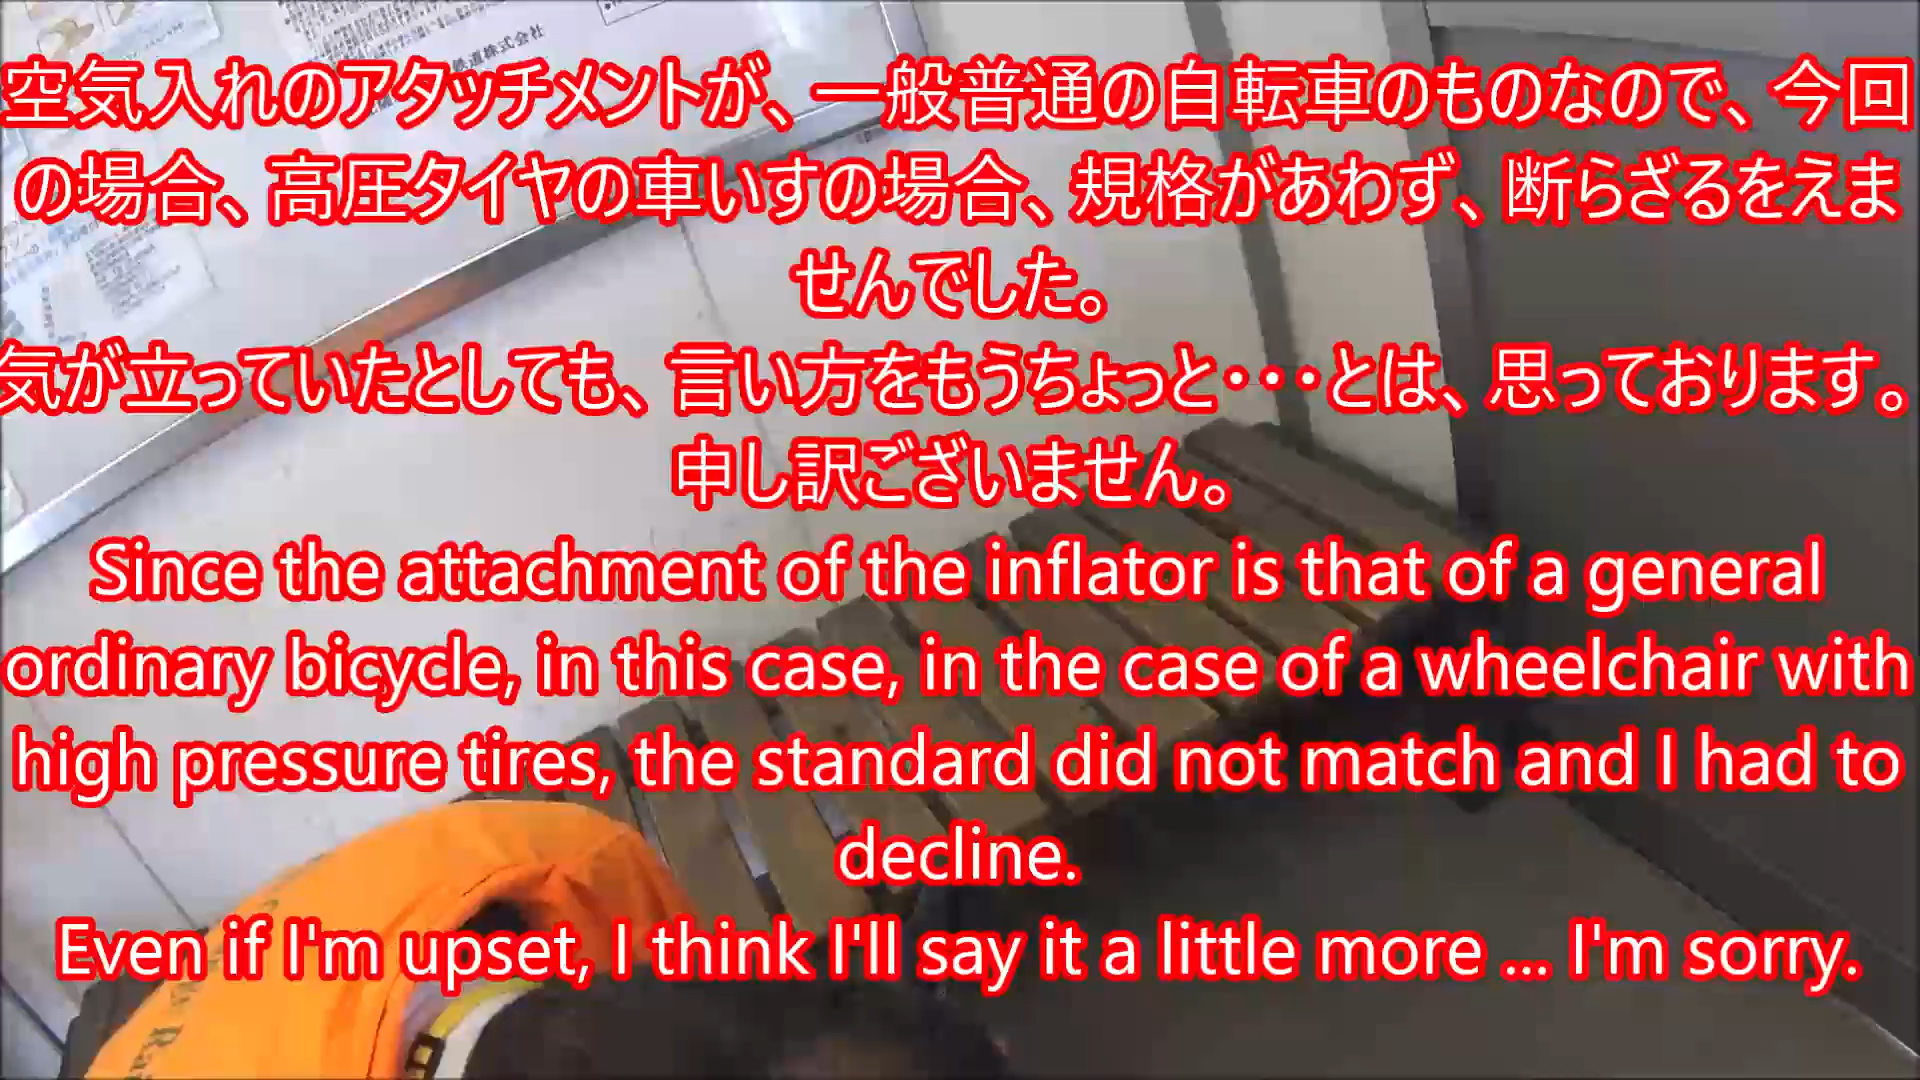 鉄道株式会社
空気入れのアタッチメントが、一般普通の自転車のものなので、今回
の場合、高圧タイヤの車いすの場合、規格があわず、断らざるをえま
せんでした。
気が立っていたとしても、言い方をもうちょっと・・・とは、思っております。
申し訳ございません。
Since the attachment of the inflator is that of a general
ordinary bicycle, in this case, in the case of a wheelchair with
high pressure tires, the standard did not match and I had to
decline.
Even if I'm upset, I think I'll say it a little more ... I'm sorry.